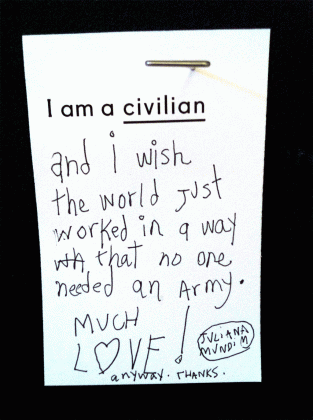 I am a civilian
and i wish
the world just
worked in a way
that no one
needed an Army.
MUCH
LOVE!
anyway. THANKS.
JULIANA
MUNDIM